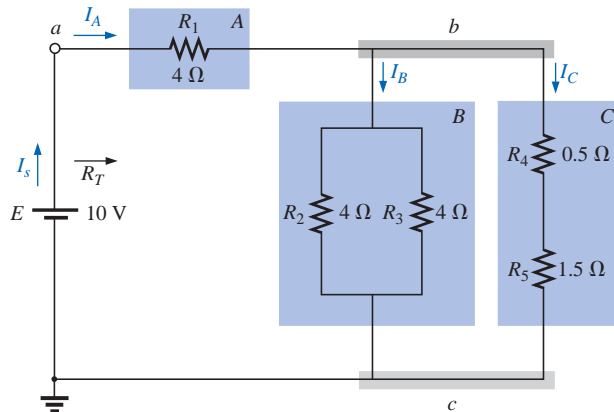 a
I_A
R_1
A
4 Ω
b
I_B
I_C
B
C
R_2
4 Ω
R_3
4 Ω
R_4
0.5 Ω
R_5
1.5 Ω
I_s
R_T
E
10 V
c